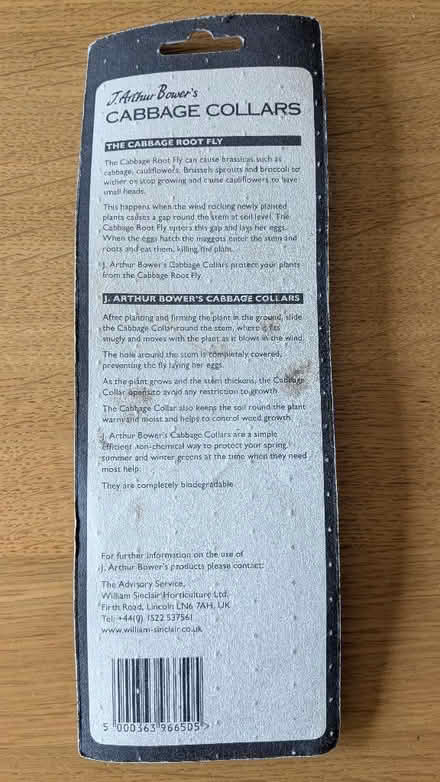 J. Arthur Bower's
CABBAGE COLLARS
THE CABBAGE ROOT FLY
The Cabbage Root Fly can cause brassicas such as
cabbage, cauliflowers, Brussels sprouts and broccoli to
wither or stop growing and cause cauliflowers to have
small heads.
This happens when the wind rocking newly planted
plants causes a gap round the stem at soil level. The
Cabbage Root Fly enters this gap and lays her eggs.
When the eggs hatch the maggots enter the stem and
roots and eat them, killing the plant.
J. Arthur Bower's Cabbage Collars protect your plants
from the Cabbage Root Fly.
J. ARTHUR BOWER'S CABBAGE COLLARS
After planting and firming the plant in the ground, slide
the Cabbage Collar round the stem, where it fits
snugly and moves with the plant as it blows in the wind.
The hole around the stem is completely covered,
preventing the fly laying her eggs.
As the plant grows and the stem thickens, the Cabbage
Collar opens to avoid any restriction to growth.
The Cabbage Collar also keeps the soil round the plant
warm and moist and helps to control weed growth.
J. Arthur Bower's Cabbage Collars are a simple
efficient non-chemical way to protect your spring,
summer and winter greens at the time when they need
most help.
They are completely biodegradable.
For further information on the use of
J. Arthur Bower's products please contact:
The Advisory Service,
William Sinclair Horticulture Ltd.
Firth Road, Lincoln LN6 7AH, UK
Tel: +44(0) 1522 537561
www.william-sinclair.co.uk
5 000363 966505 >